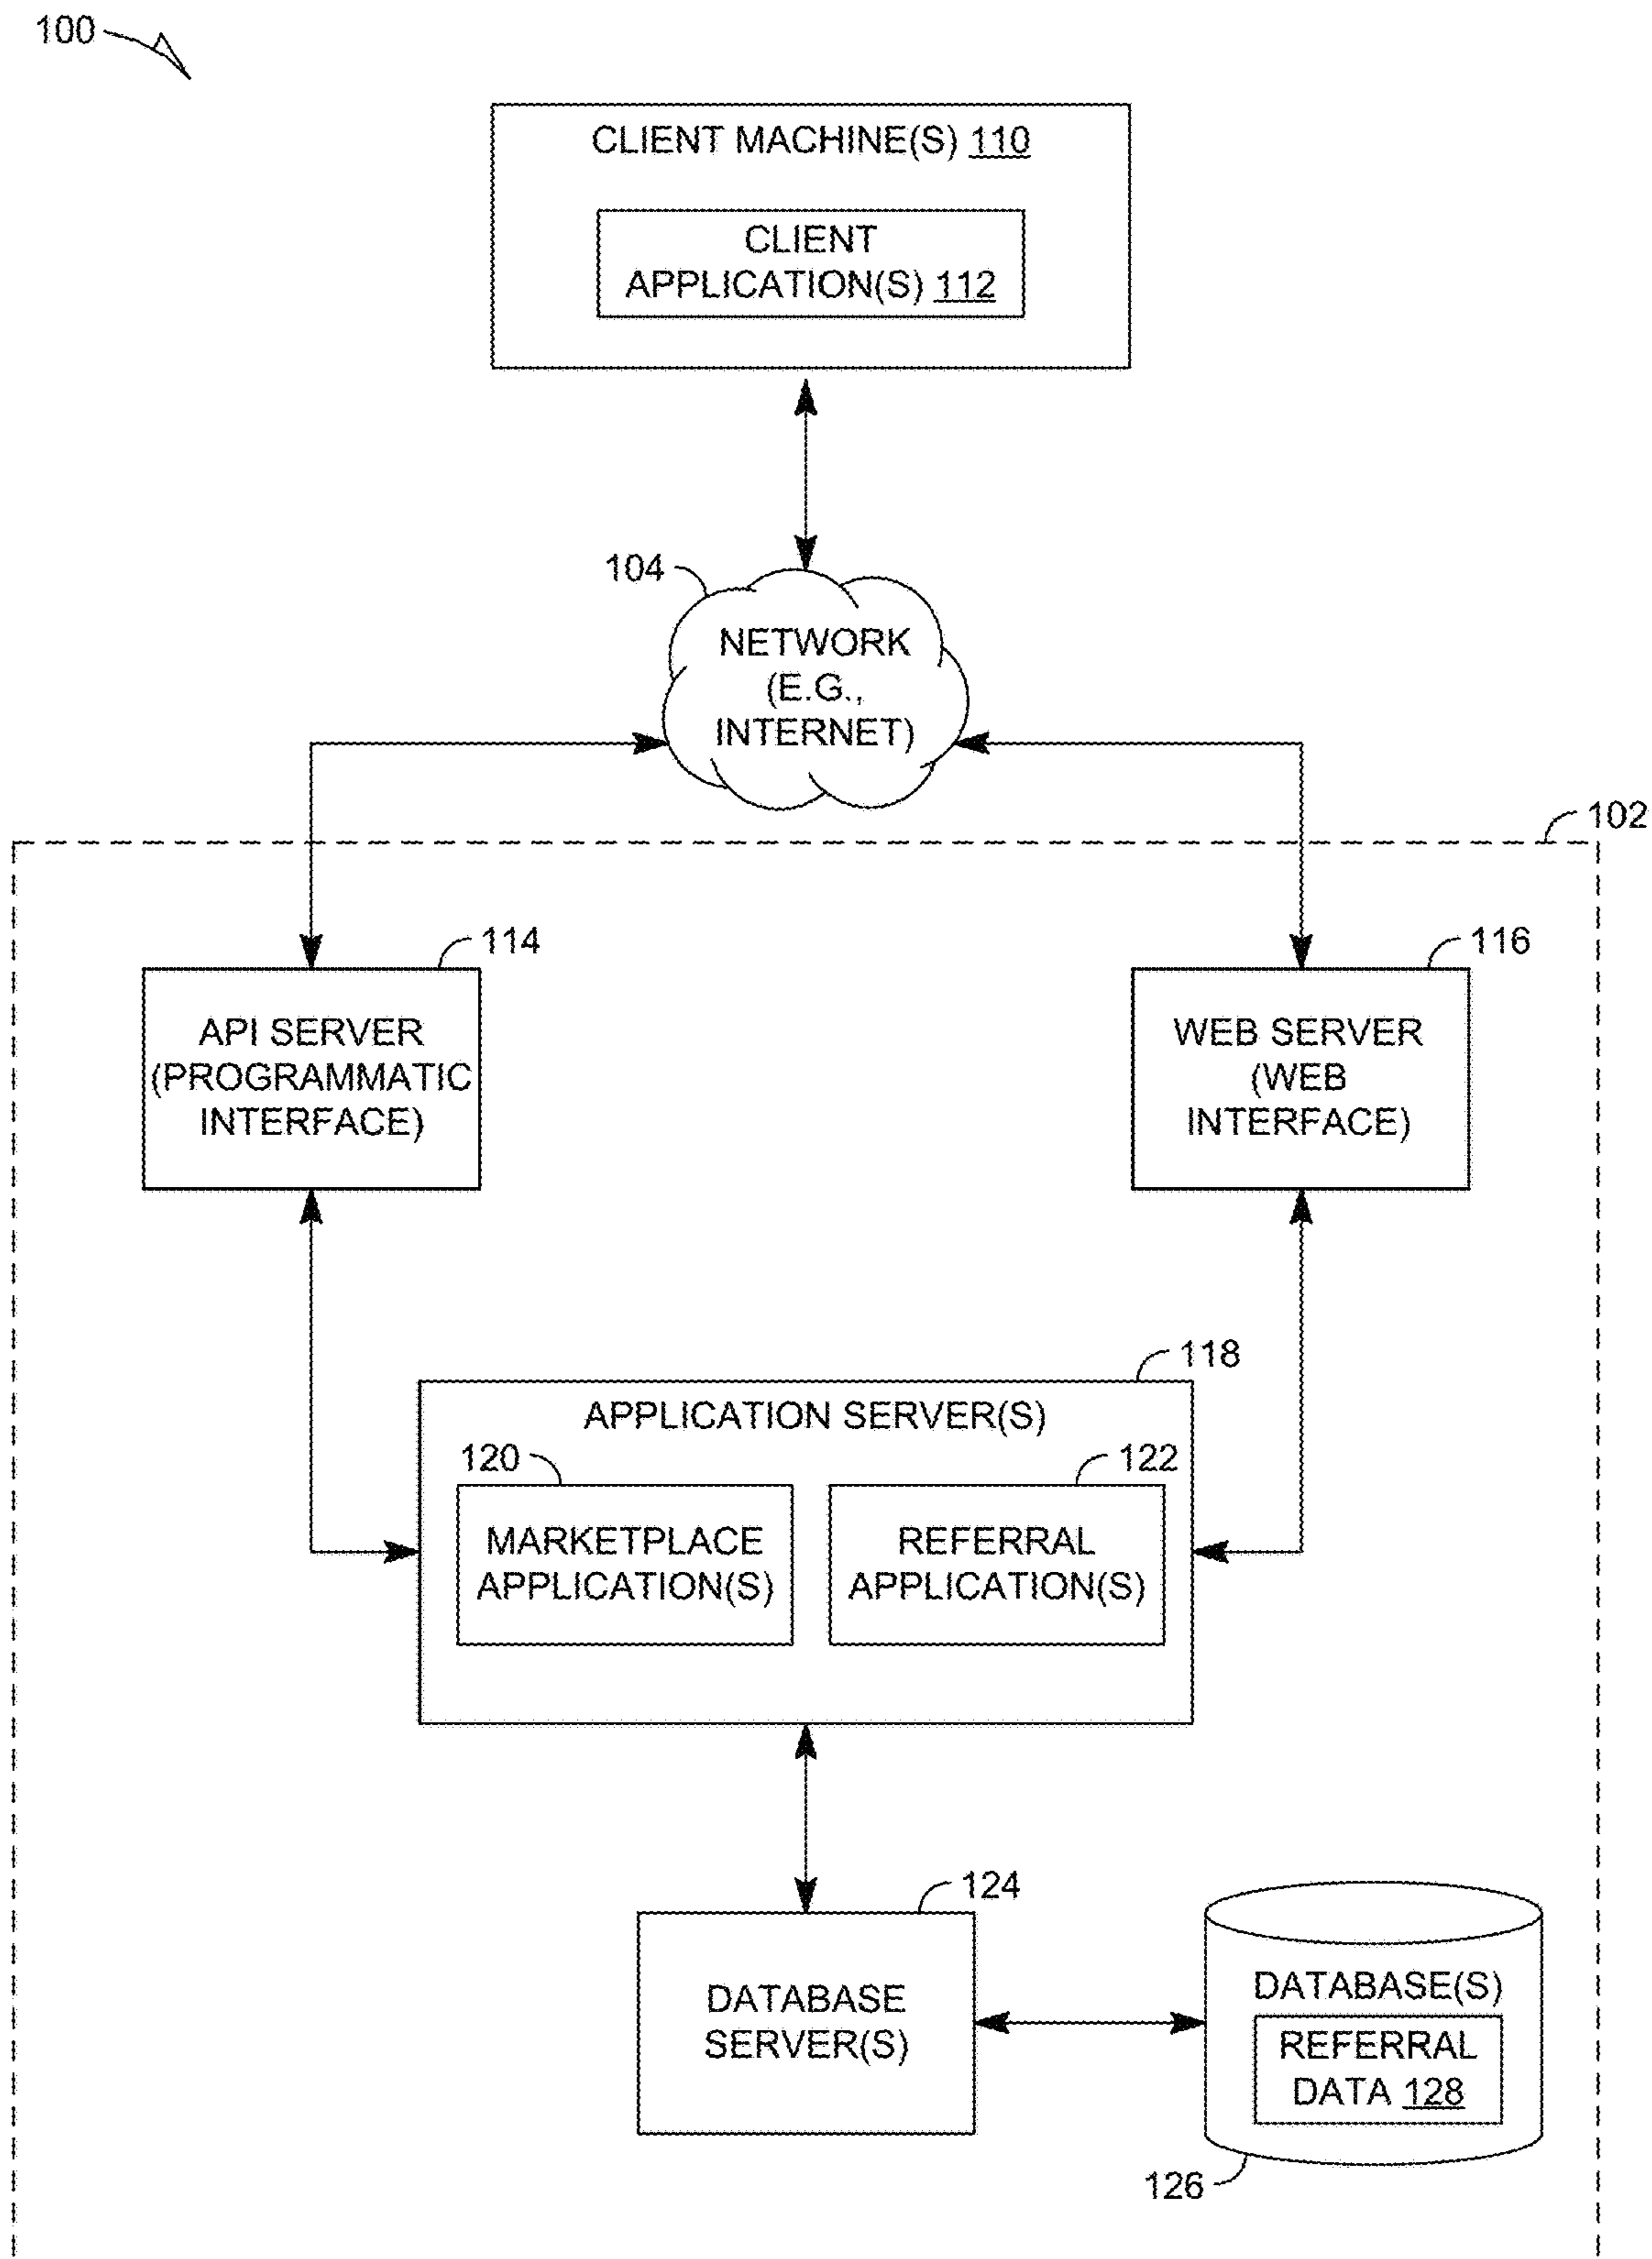 100
CLIENT MACHINE(S) 110
CLIENT
APPLICATION(S) 112
104
NETWORK
(E.G.,
INTERNET)
102
114
API SERVER
(PROGRAMMATIC
INTERFACE)
116
WEB SERVER
(WEB
INTERFACE)
118
APPLICATION SERVER(S)
120
MARKETPLACE
APPLICATION(S)
122
REFERRAL
APPLICATION(S)
124
DATABASE
SERVER(S)
DATABASE(S)
REFERRAL
DATA 128
126